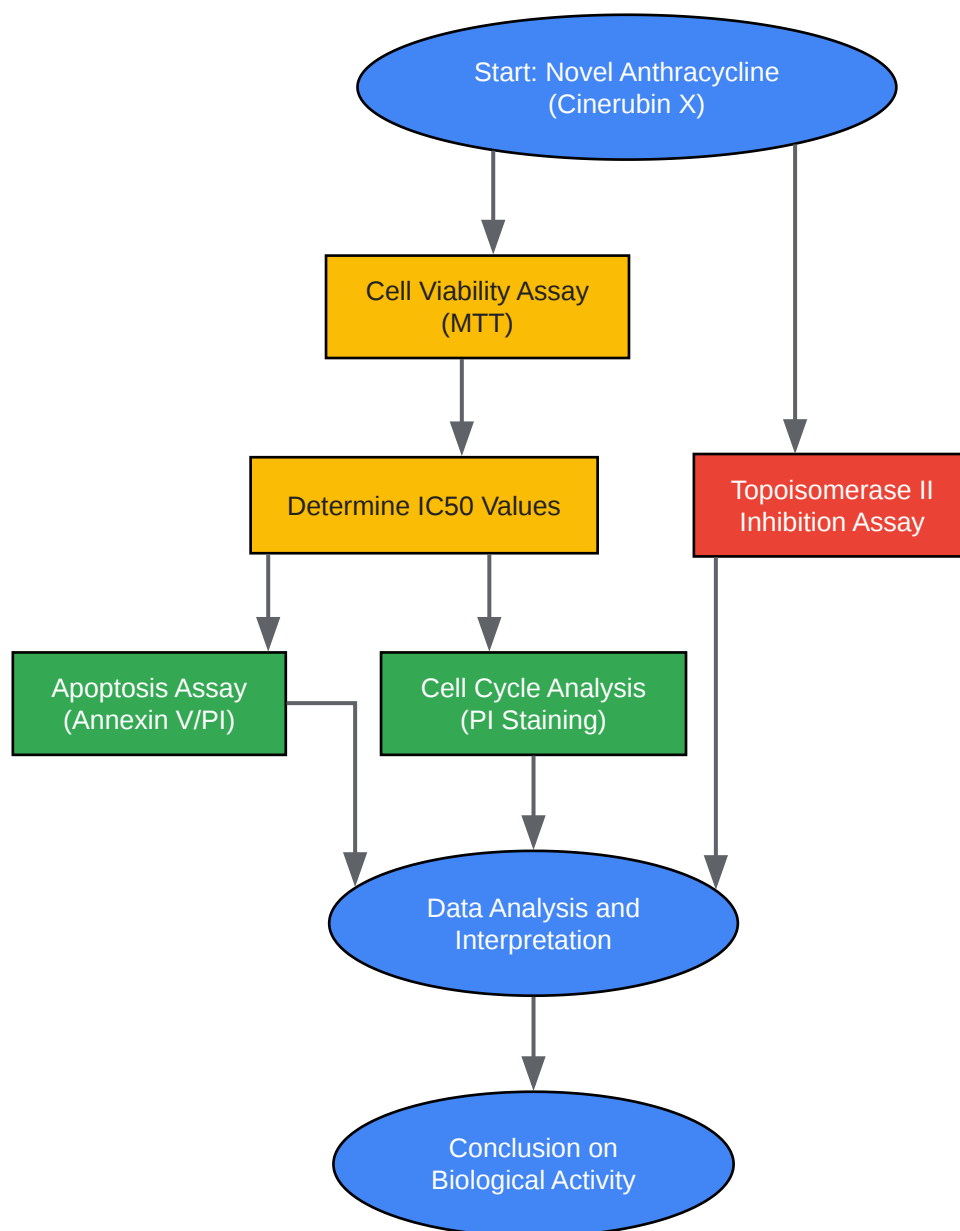 Start: Novel Anthracycline
(Cinerubin X)
Cell Viability Assay
(MTT)
Determine IC50 Values
Topoisomerase II
Inhibition Assay
Apoptosis Assay
(Annexin V/PI)
Cell Cycle Analysis
(PI Staining)
Data Analysis and
Interpretation
Conclusion on
Biological Activity